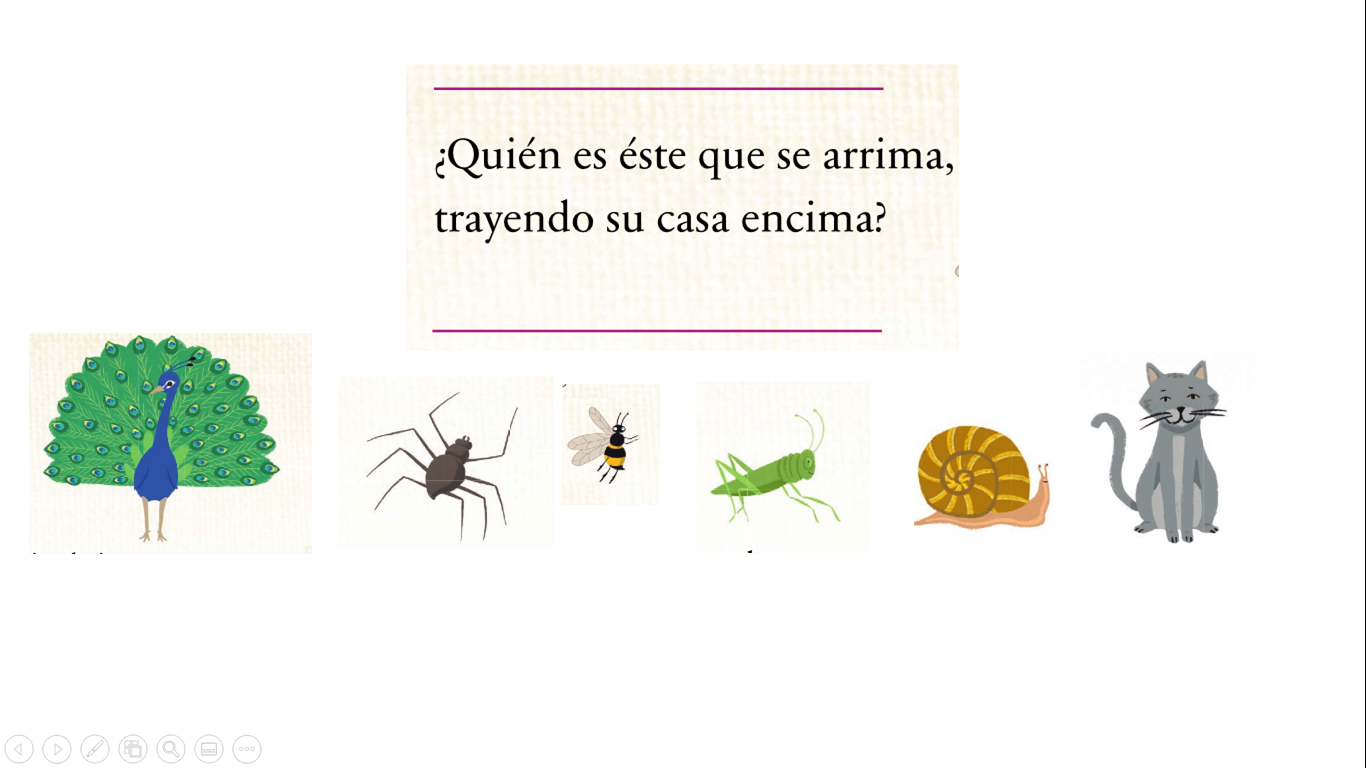 ¿Quién es éste que se arrima,
trayendo su casa encima?